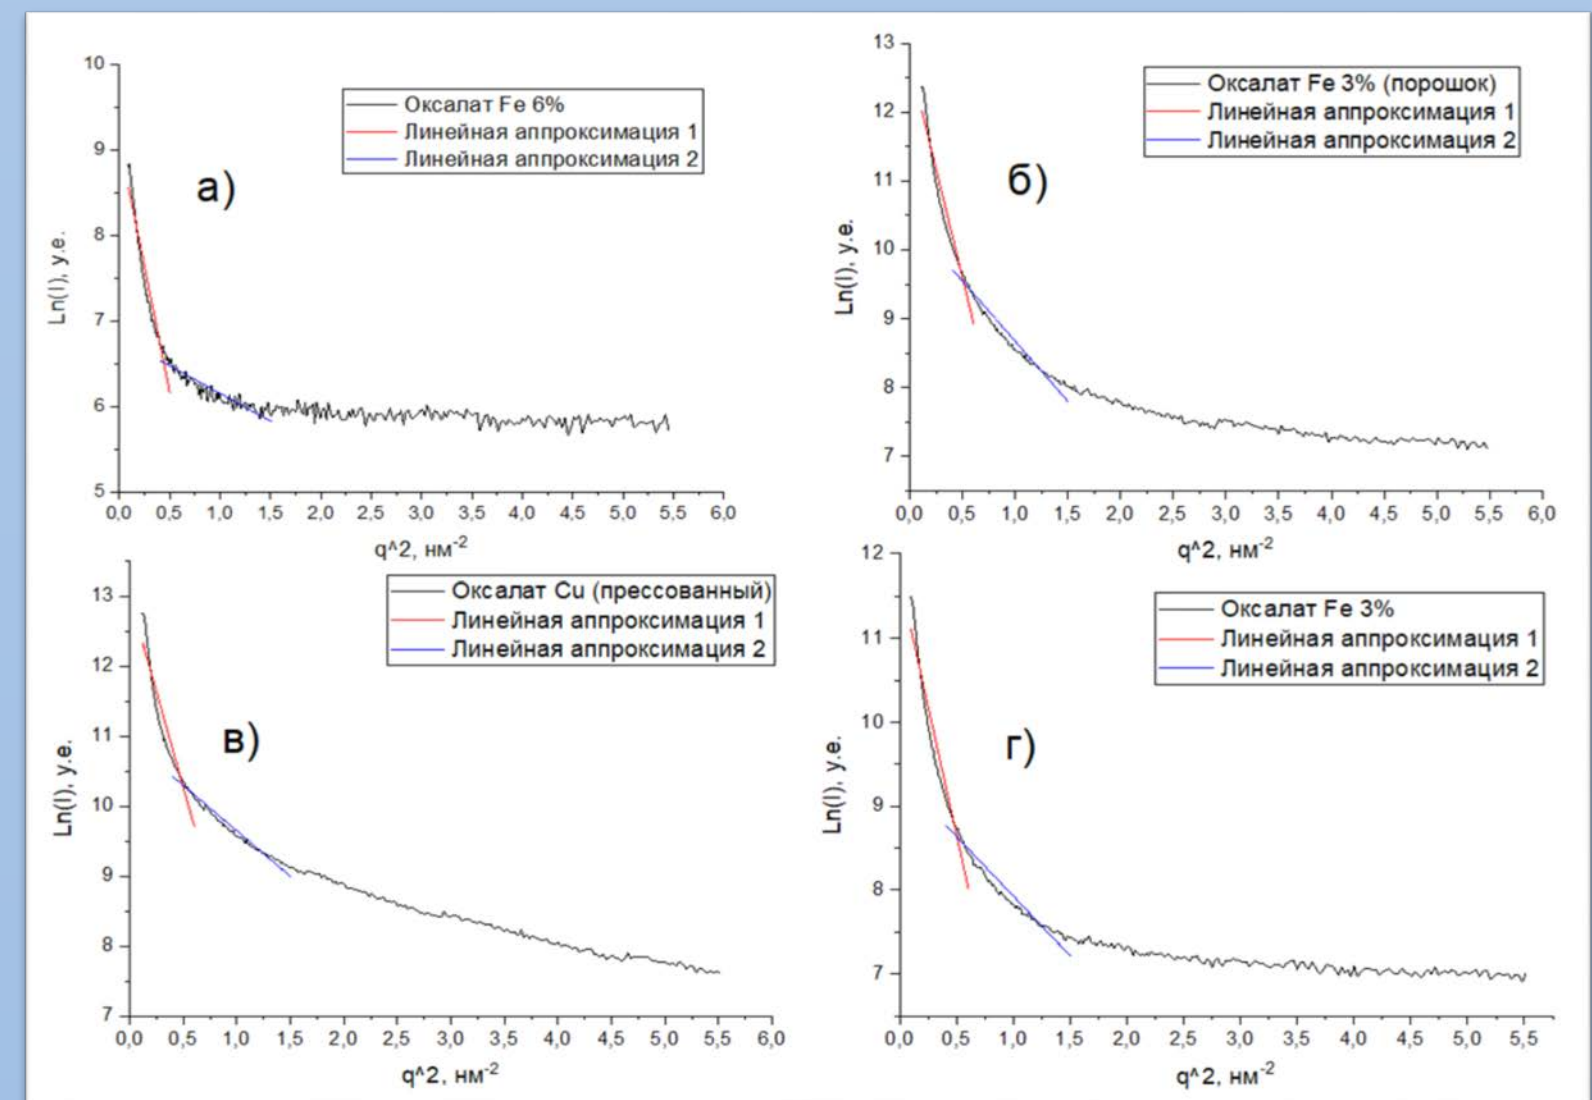 10
9
8
7
6
5
Ln(I), у.е.
Оксалат Fe 6%
Линейная аппроксимация 1
Линейная аппроксимация 2
а)
0,0 0,5 1,0 1,5 2,0 2,5 3,0 3,5 4,0 4,5 5,0 5,5 6,0
q^2, нм-2
13
12
11
10
9
8
7
Ln(I), у.е.
Оксалат Fe 3% (порошок)
Линейная аппроксимация 1
Линейная аппроксимация 2
б)
0,0 0,5 1,0 1,5 2,0 2,5 3,0 3,5 4,0 4,5 5,0 5,5 6,0
q^2, нм-2
13
12
11
10
9
8
7
Ln(I), у.е.
Оксалат Cu (прессованный)
Линейная аппроксимация 1
Линейная аппроксимация 2
в)
0,0 0,5 1,0 1,5 2,0 2,5 3,0 3,5 4,0 4,5 5,0 5,5 6,0
q^2, нм-2
12
11
10
9
8
7
Ln(I), у.е.
Оксалат Fe 3%
Линейная аппроксимация 1
Линейная аппроксимация 2
г)
0,0 0,5 1,0 1,5 2,0 2,5 3,0 3,5 4,0 4,5 5,0 5,5
q^2, нм-2